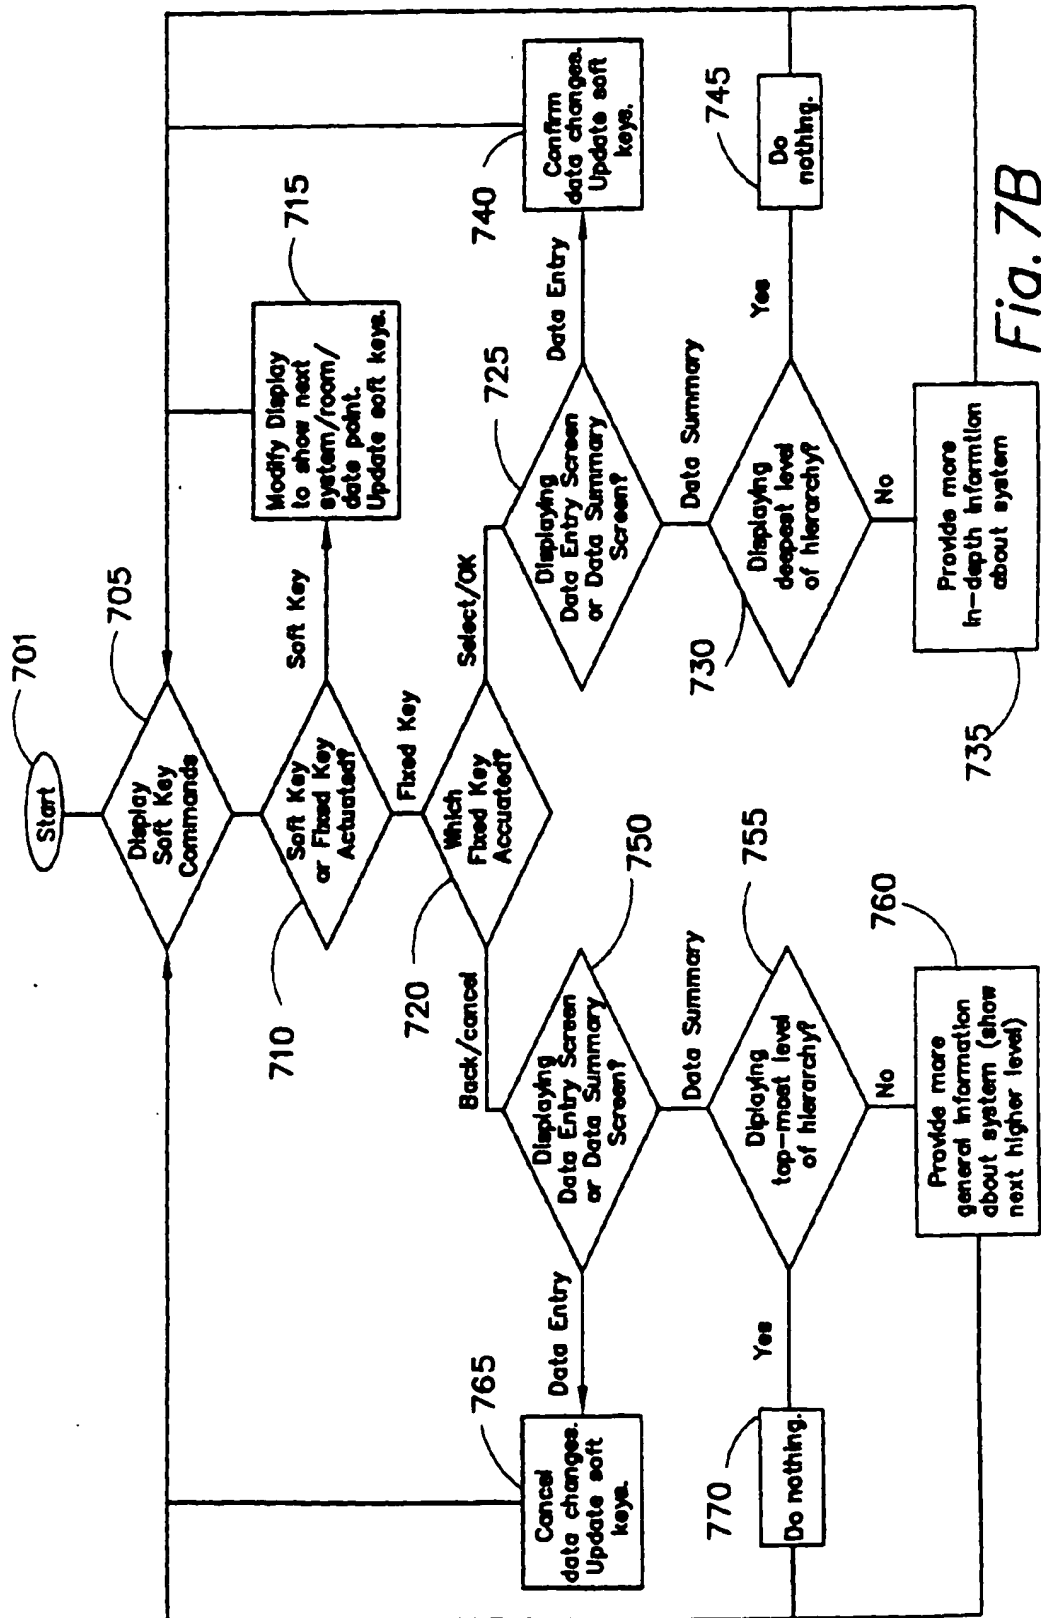 Start
701
Display
Soft Key
Commands
705
Soft Key
or Fixed Key
Actuated?
710
Soft Key
Modify Display
to show next
system/room/
date point.
Update soft keys.
715
Fixed Key
Which
Fixed Key
Accuated?
720
Back/cancel
Select/OK
Displaying
Data Entry Screen
or Data Summary
Screen?
725
Data Entry
Confirm
data changes.
Update soft
keys.
740
Data Summary
Displaying
deepest level
of hierarchy?
730
Yes
Do
nothing.
745
No
Provide more
in-depth informtion
about system
735
Displaying
Data Entry Screen
or Data Summary
Screen?
750
Data Entry
Cancel
data changes.
Update soft
keys.
765
Data Summary
Diplaying
top-most level
of hierarchy?
755
Yes
Do nothing.
770
No
Provide more
general information
about system (show
next higher level)
760
Fig. 7B